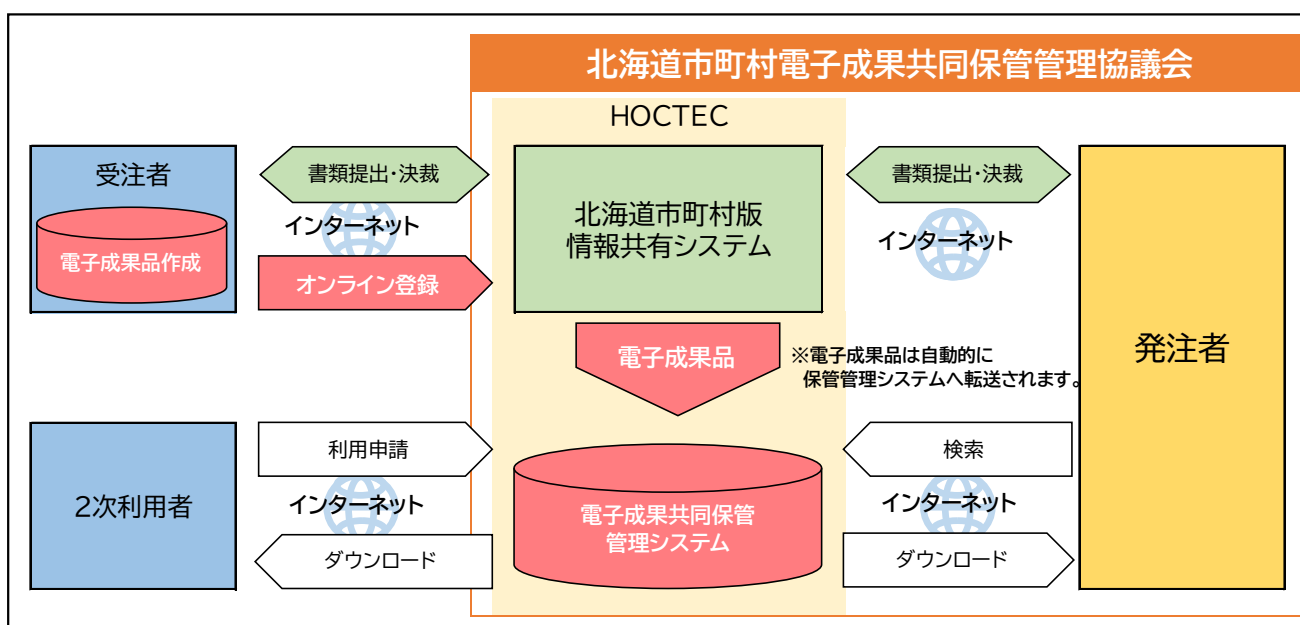 北海道市町村電子成果共同保管管理協議会
HOCTEC
受注者
電子成果品作成
書類提出・決裁
インターネット
オンライン登録
北海道市町村版
情報共有システム
書類提出・決裁
インターネット
発注者
電子成果品
※電子成果品は自動的に
保管管理システムへ転送されます。
2次利用者
利用申請
インターネット
ダウンロード
電子成果共同保管
管理システム
検索
インターネット
ダウンロード